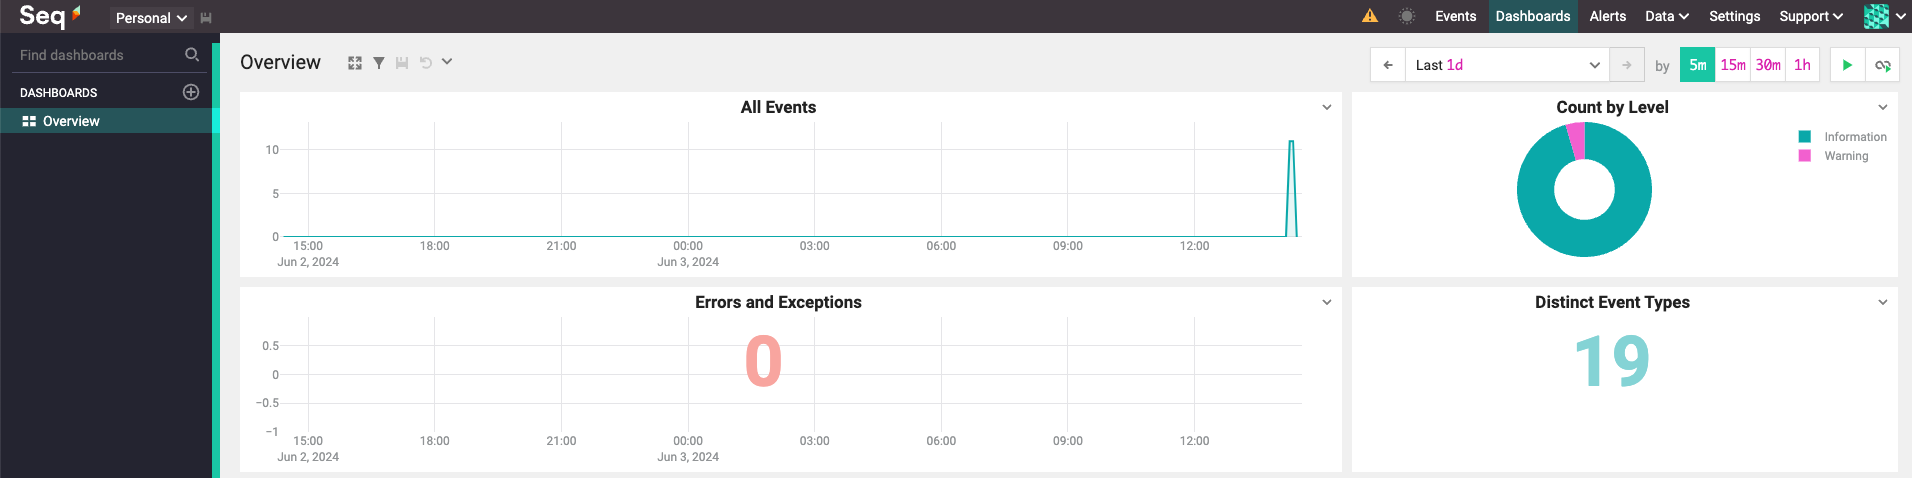 Seq Personal Events Dashboards Alerts Data Settings Support
Find dashboards
DASHBOARDS
Overview
Overview Last 1d by 5m 15m 30m 1h
All Events
10
5
0
15:00 18:00 21:00 00:00 03:00 06:00 09:00 12:00
Jun 2, 2024 Jun 3, 2024
Count by Level
Information
Warning
Errors and Exceptions
0
0.5
0
−0.5
−1
15:00 18:00 21:00 00:00 03:00 06:00 09:00 12:00
Jun 2, 2024 Jun 3, 2024
Distinct Event Types
19